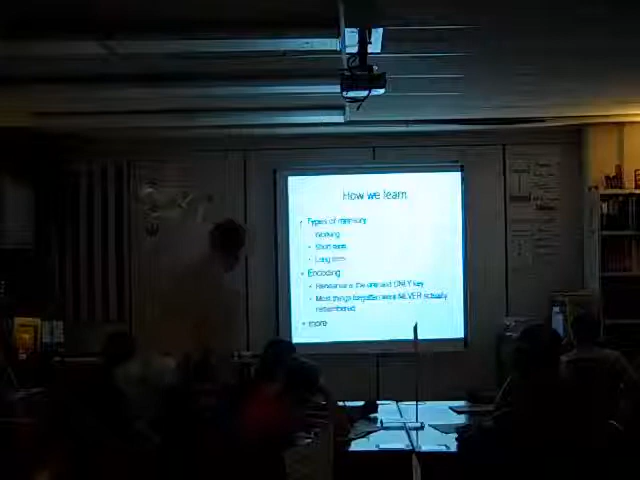 How we learn
• Types of memory
Working
• Short term
• Long term
• Encoding
• Rehearsal is the one and ONLY key
• Most things forgotten were NEVER actually
remembered
• more